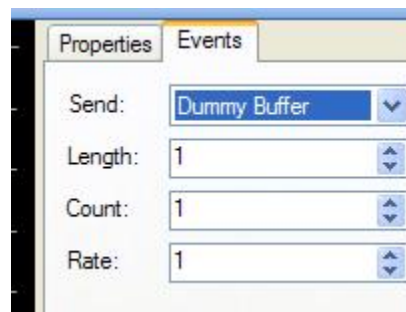 Properties Events
Send: Dummy Buffer
Length: 1
Count: 1
Rate: 1